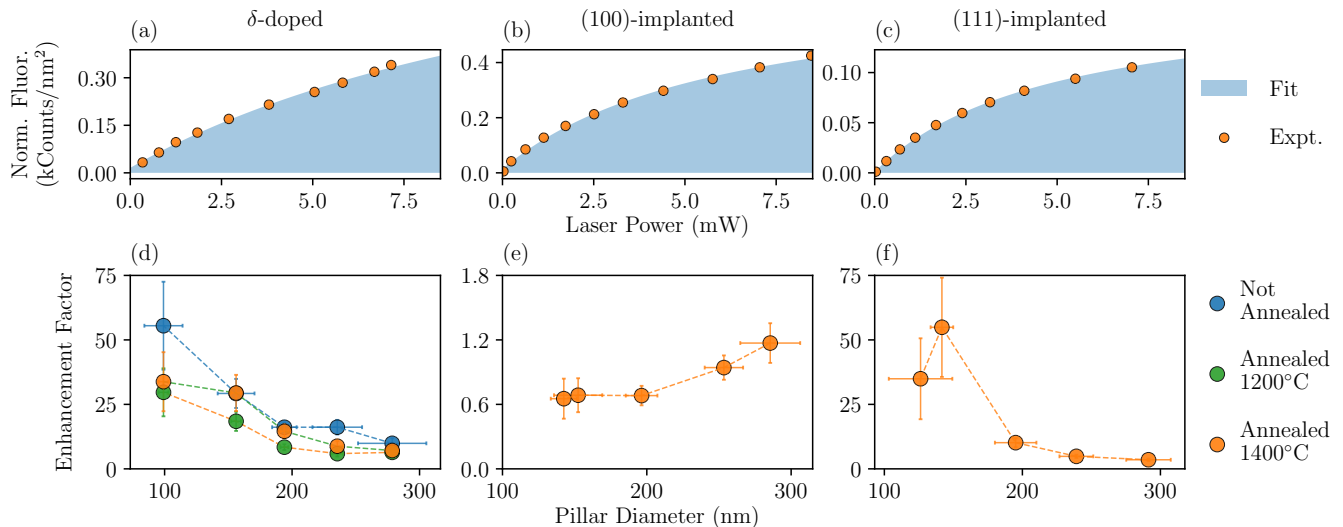 δ-doped
(100)-implanted
(111)-implanted
(a)
(b)
(c)
Norm. Fluor.
(kCounts/nm²)
0.30
0.15
0.00
0.4
0.2
0.0
0.10
0.05
0.00
0.0 2.5 5.0 7.5
0.0 2.5 5.0 7.5
0.0 2.5 5.0 7.5
Laser Power (mW)
Fit
Expt.
(d)
(e)
(f)
Enhancement Factor
75
50
25
0
1.8
1.2
0.6
0.0
75
50
25
0
100 200 300
100 200 300
100 200 300
Pillar Diameter (nm)
Not
Annealed
Annealed
1200°C
Annealed
1400°C